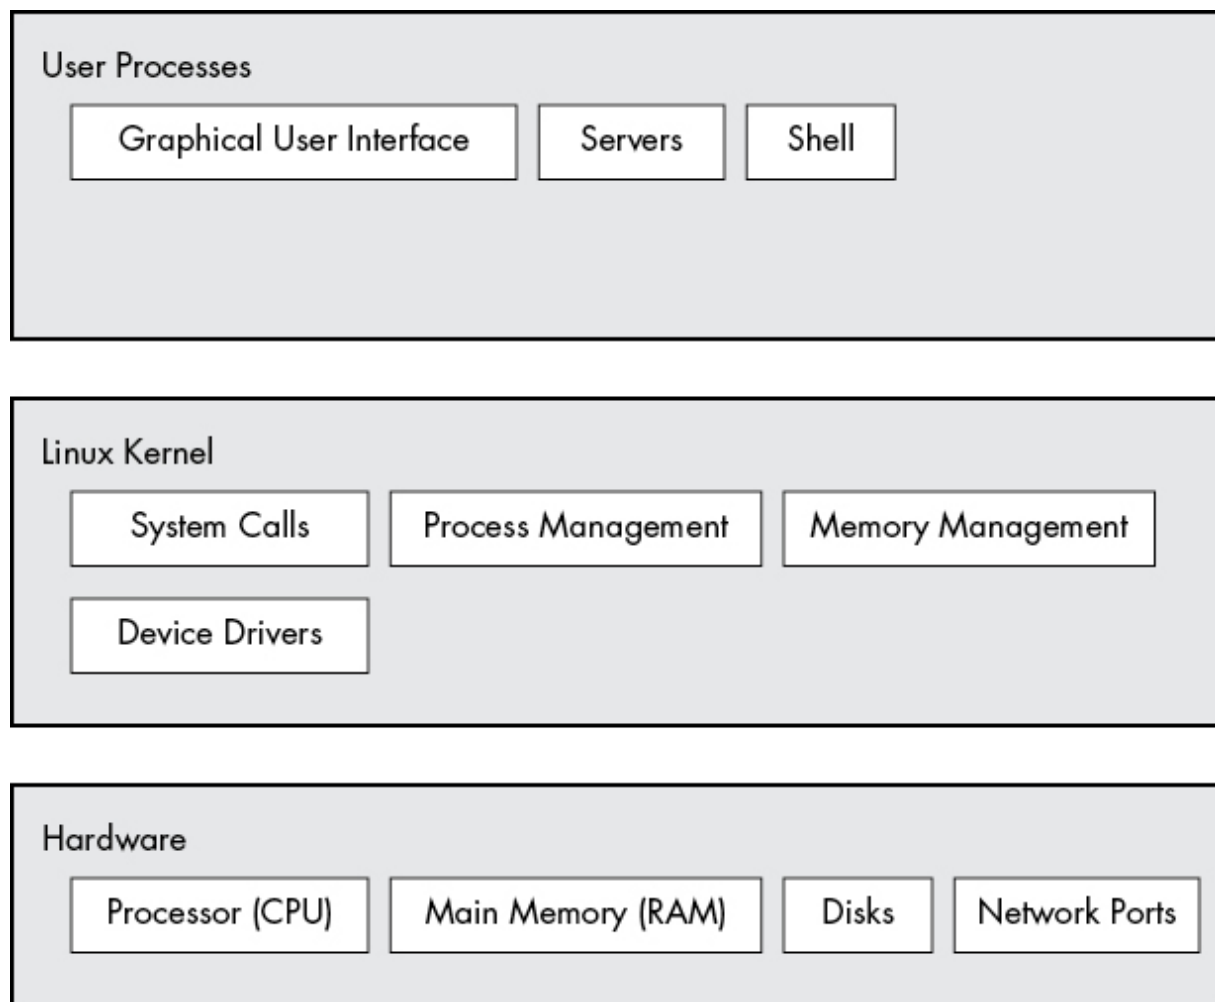 User Processes
Graphical User Interface Servers Shell
Linux Kernel
System Calls Process Management Memory Management
Device Drivers
Hardware
Processor (CPU) Main Memory (RAM) Disks Network Ports